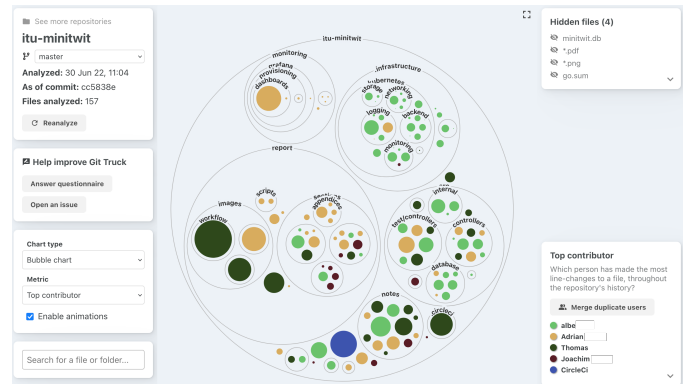 See more repositories
itu-minitwit
master
Analyzed: 30 Jun 22, 11:04
As of commit: cc5838e
Files analyzed: 157
Reanalyze
Help improve Git Truck
Answer questionnaire
Open an issue
Chart type
Bubble chart
Metric
Top contributor
Enable animations
Search for a file or folder...
itu-minitwit
monitoring
grafana
provisioning
dashboards
.infrastructure
kubernetes
storage
networking
logging
backend
monitoring
report
images
scripts
workflow
appendices
internal
test/controllers
controllers
database
notes
.circleci
Hidden files (4)
minitwit.db
*.pdf
*.png
go.sum
Top contributor
Which person has made the most
line-changes to a file, throughout
the repository's history?
Merge duplicate users
albe
Adrian
Thomas
Joachim
CircleCi